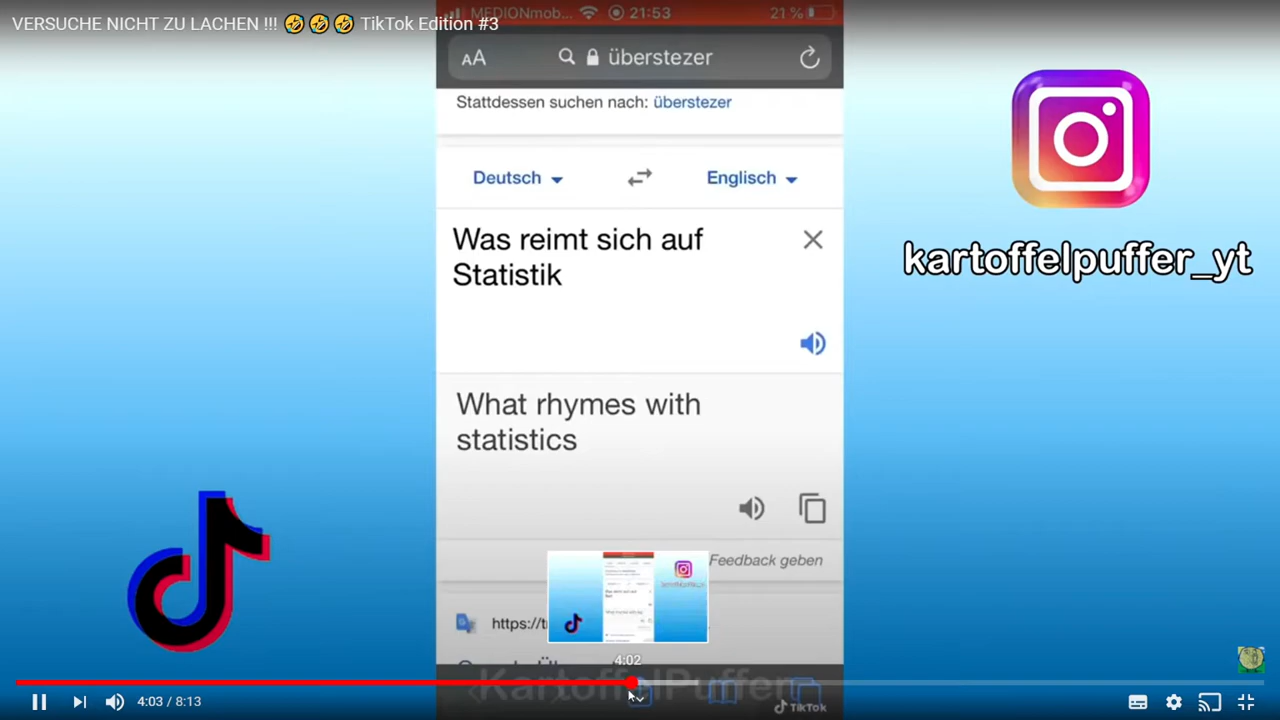 VERSUCHE NICHT ZU LACHEN !!! 🤣🤣🤣 TikTok Edition #3
MEDIONmob... 21:53 21 %
AA überstezer
Stattdessen suchen nach: überstezer
Deutsch Englisch
kartoffelpuffer_yt
Was reimt sich auf
Statistik
What rhymes with
statistics
Feedback geben
https://t
4:02
KartoffelPuffer
TikTok
4:03 / 8:13